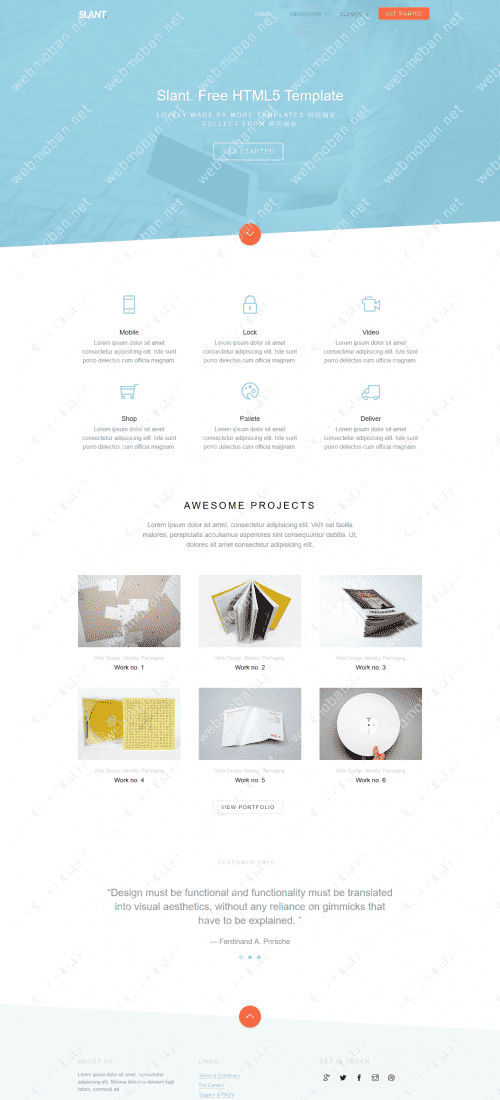 SLANT.
HOME
GET STARTED
Slant. Free HTML5 Template
LOVELY MADE BY MORE TEMPLATES 网站模板 -
COLLECT FROM 网页模板
GET STARTED
Mobile
Lock
Video
Lorem ipsum dolor sit amet
consectetur adipisicing elit. Iste sunt
porro delectus cum officia magnam.
Lorem ipsum dolor sit amet
consectetur adipisicing elit. Iste sunt
porro delectus cum officia magnam.
Lorem ipsum dolor sit amet
consectetur adipisicing elit. Iste sunt
porro delectus cum officia magnam.
Shop
Pallete
Deliver
Lorem ipsum dolor sit amet
consectetur adipisicing elit. Iste sunt
porro delectus cum officia magnam.
Lorem ipsum dolor sit amet
consectetur adipisicing elit. Iste sunt
porro delectus cum officia magnam.
Lorem ipsum dolor sit amet
consectetur adipisicing elit. Iste sunt
porro delectus cum officia magnam.
AWESOME PROJECTS
Lorem ipsum dolor sit amet, consectetur adipisicing elit. Velit est facilis
maiores, perspiciatis accusamus asperiores sint consequuntur debitis. Ut,
dolores sit amet consectetur adipisicing elit.
MAGAZINE
Web Design, Identity, Packaging
Work no. 1
Web Design, Identity, Packaging
Work no. 2
Web Design, Identity, Packaging
Work no. 3
Web Design, Identity, Packaging
Work no. 4
Web Design, Identity, Packaging
Work no. 5
Web Design, Identity, Packaging
Work no. 6
VIEW PORTFOLIO
CUSTOMER SAYS
“Design must be functional and functionality must be translated
into visual aesthetics, without any reliance on gimmicks that
have to be explained. ”
— Ferdinand A. Porsche
ABOUT US
LINKS
GET IN TOUCH
Lorem ipsum dolor sit amet, consectetur
adipisicing elit. Minima delectus dolorem fugit
totam, commodi ad.
Terms & Condition
Our Careers
Support & FAQ's
webmoban.net